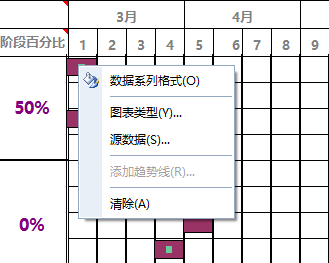 3月 4月
阶段百分比 1 2 3 4 5 6 7 8 9
50%
0%
数据系列格式(O)
图表类型(Y)...
源数据(S)...
添加趋势线(R)...
清除(A)